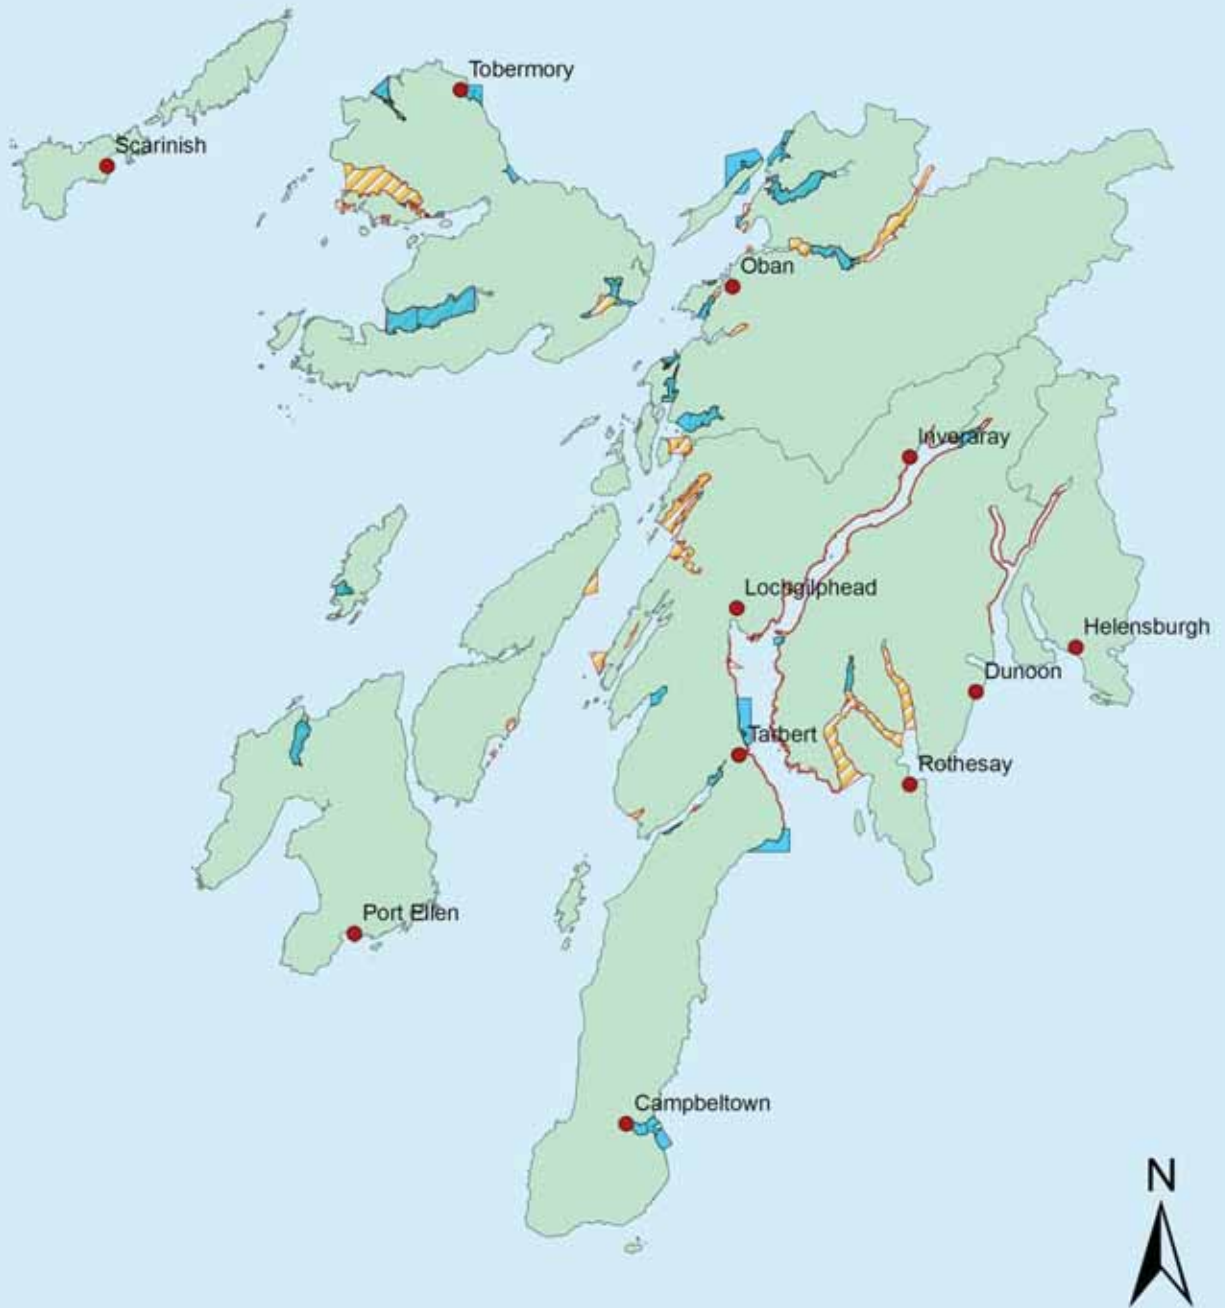 Tobermory
Scarinish
Oban
Inveraray
Lochgilphead
Helensburgh
Dunoon
Tarbert
Rothesay
Port Ellen
Campbeltown
N